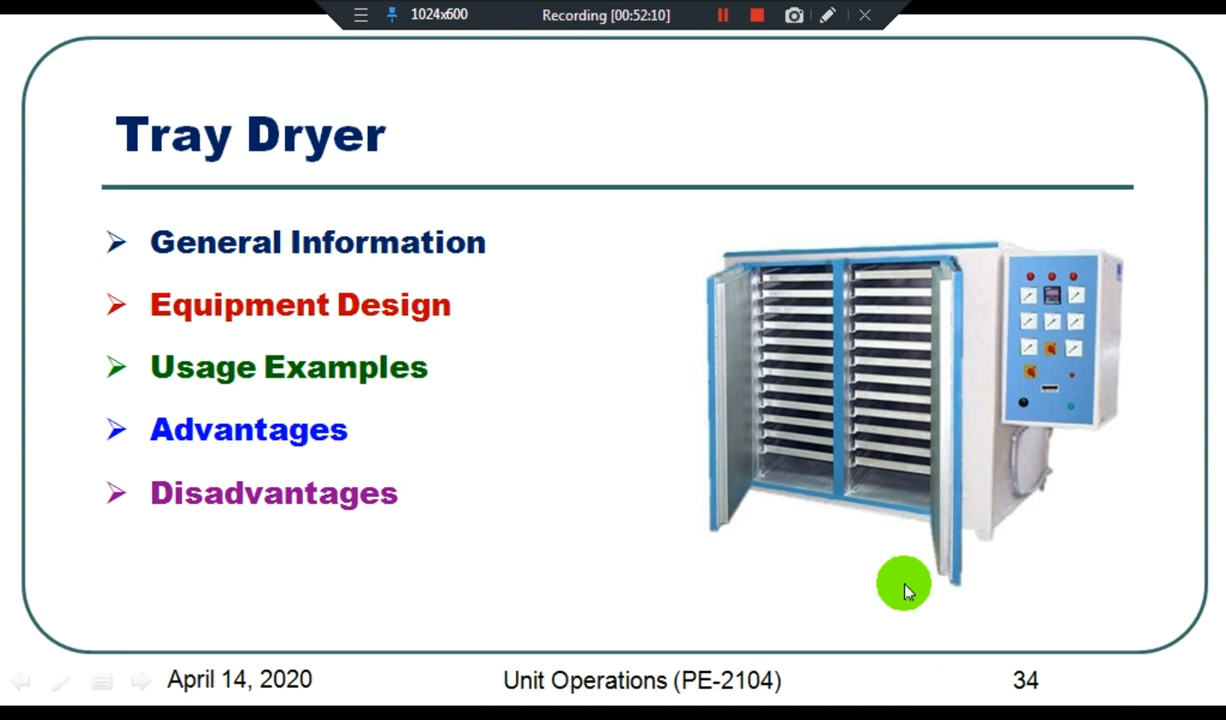 1024x600 Recording [00:52:10]
Tray Dryer
General Information
Equipment Design
Usage Examples
Advantages
Disadvantages
April 14, 2020 Unit Operations (PE-2104) 34